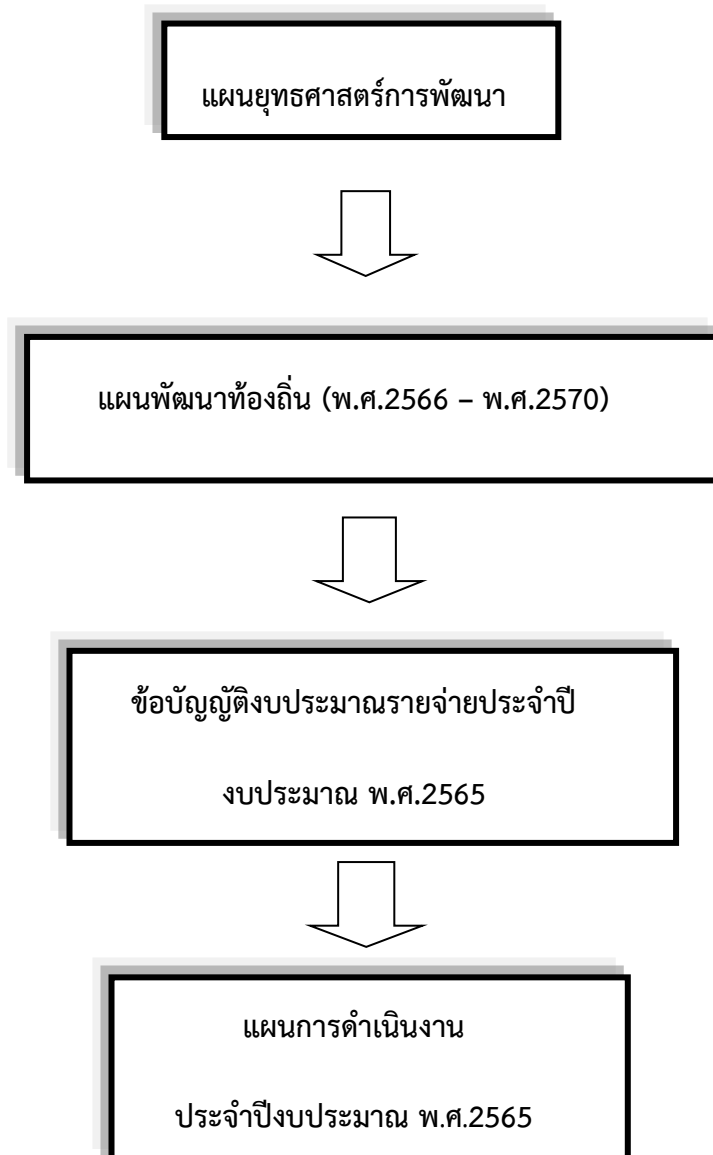 แผนยุทธศาสตร์การพัฒนา
แผนพัฒนาท้องถิ่น (พ.ศ.2566 – พ.ศ.2570)
ข้อบัญญัติงบประมาณรายจ่ายประจำปี
งบประมาณ พ.ศ.2565
แผนการดำเนินงาน
ประจำปีงบประมาณ พ.ศ.2565